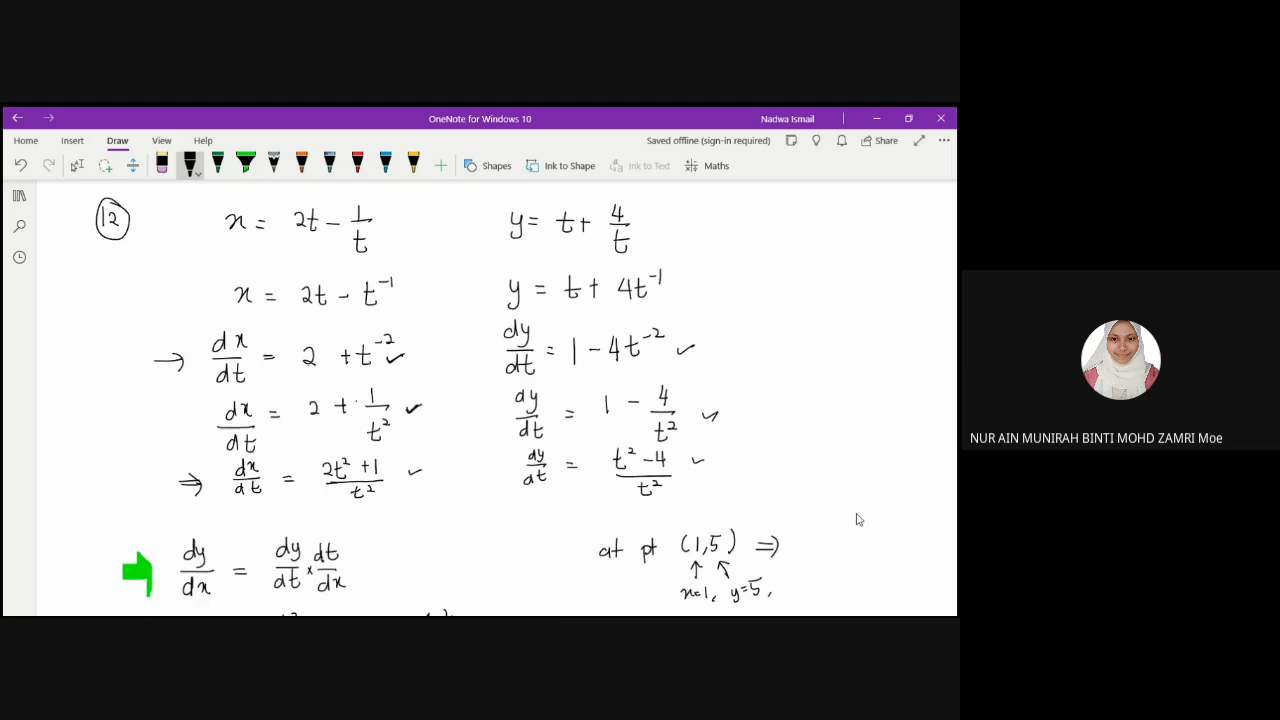 OneNote for Windows 10
Nadwa Ismail
Home Insert Draw View Help
Saved offline (sign-in required)
Share
Shapes Ink to Shape Ink to Text Maths
12
x = 2t - 1/t
y = t + 4/t
x = 2t - t^-1
y = t + 4t^-1
→ dx/dt = 2 + t^-2 ✓
dy/dt = 1 - 4t^-2 ✓
dx/dt = 2 + 1/t² ✓
dy/dt = 1 - 4/t² ✓
⇒ dx/dt = (2t² + 1)/t² ✓
dy/dt = (t² - 4)/t² ✓
dy/dx = dy/dt × dt/dx
at pt (1,5) ⇒
x=1, y=5,
NUR AIN MUNIRAH BINTI MOHD ZAMRI Moe